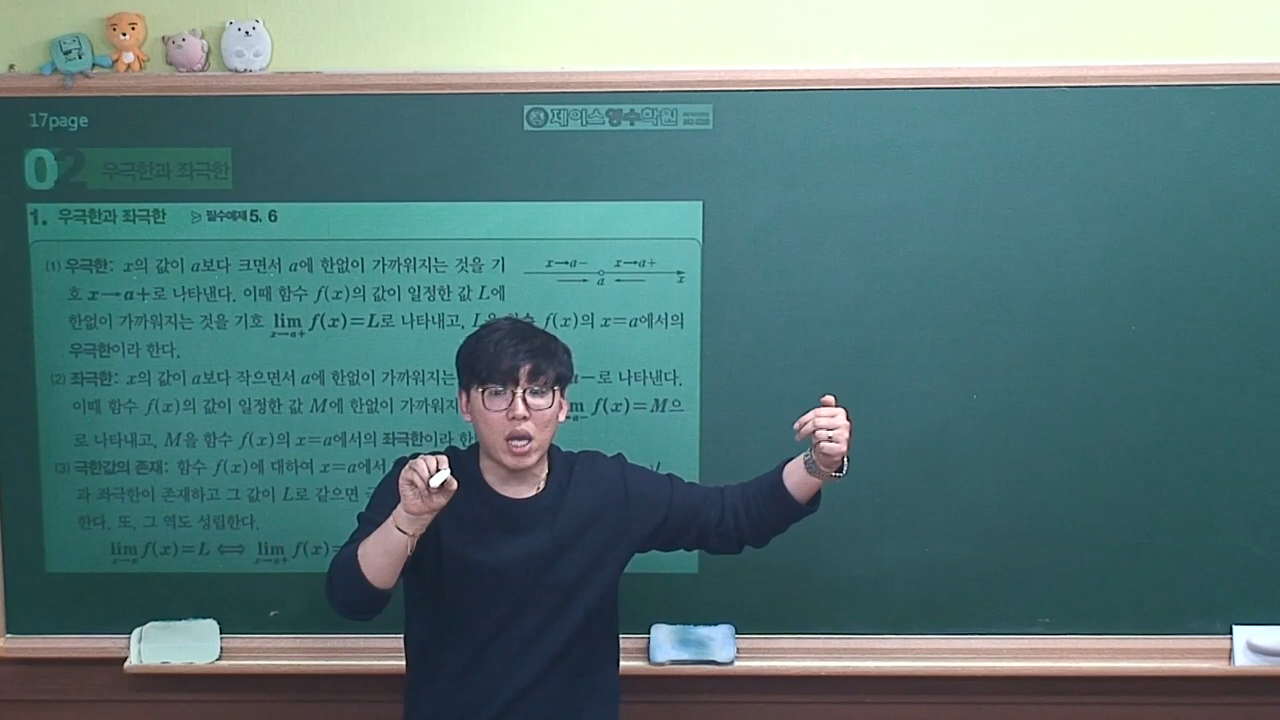 17page
제이스영수학원
02 우극한과 좌극한
1. 우극한과 좌극한 ▷ 필수예제 5, 6
(1) 우극한: x의 값이 a보다 크면서 a에 한없이 가까워지는 것을 기
x→a- x→a+
a x
호 x→a+로 나타낸다. 이때 함수 f(x)의 값이 일정한 값 L에
한없이 가까워지는 것을 기호 lim x→a+ f(x)=L로 나타내고, L을 함수 f(x)의 x=a에서의
우극한이라 한다.
(2) 좌극한: x의 값이 a보다 작으면서 a에 한없이 가까워지는 a-로 나타낸다.
이때 함수 f(x)의 값이 일정한 값 M에 한없이 가까워지 f(x)=M으
로 나타내고, M을 함수 f(x)의 x=a에서의 좌극한이라 한
(3) 극한값의 존재: 함수 f(x)에 대하여 x=a에서
과 좌극한이 존재하고 그 값이 L로 같으면
한다. 또, 그 역도 성립한다.
lim x→a f(x)=L ⟺ lim x→a+ f(x)=